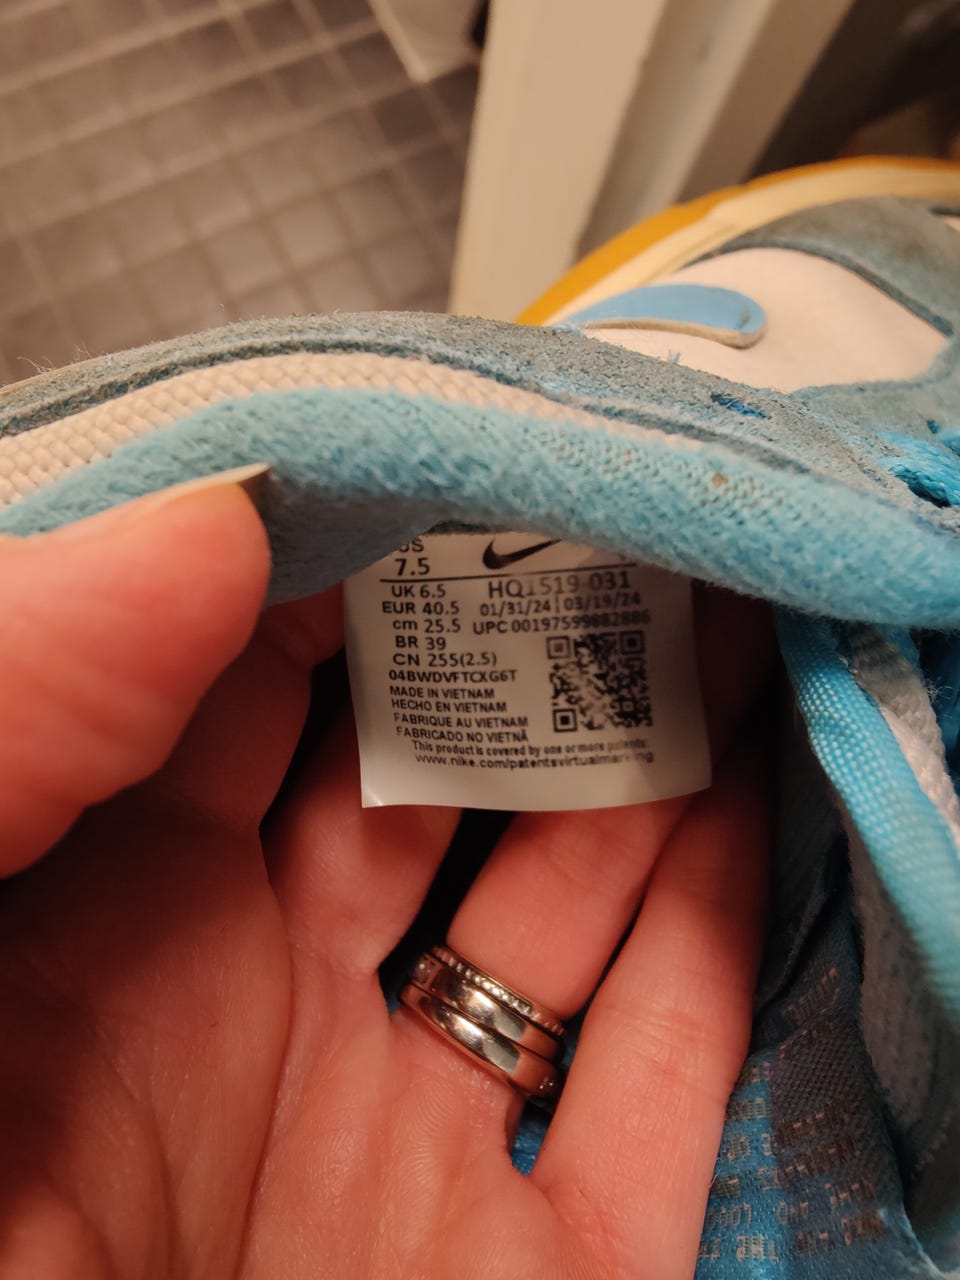 US
7.5
UK 6.5
EUR 40.5
cm 25.5
BR 39
CN 255(2.5)
04BWDVFTCXG6T
MADE IN VIETNAM
HECHO EN VIETNAM
FABRIQUE AU VIETNAM
FABRICADO NO VIETNÃ
HQ1519 031
01/31/24 | 03/19/24
UPC 00197599882886
This product is covered by one or more patents:
www.nike.com/patentsvirtualmarking